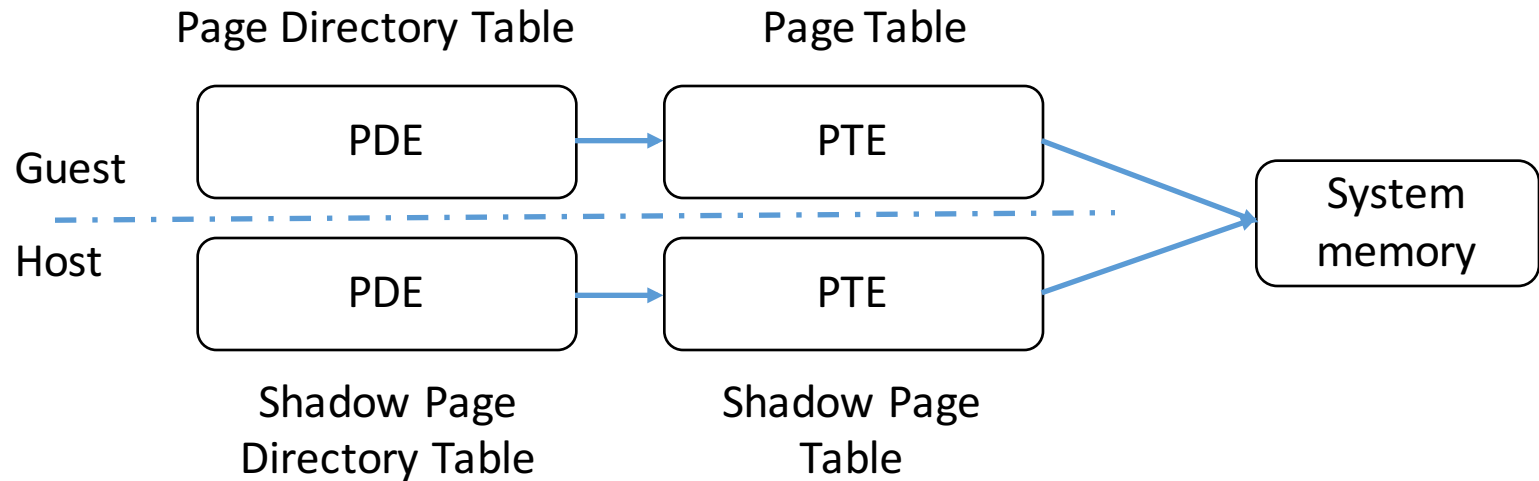 Page Directory Table
Page Table
Guest
PDE
PTE
System
memory
Host
PDE
PTE
Shadow Page
Directory Table
Shadow Page
Table